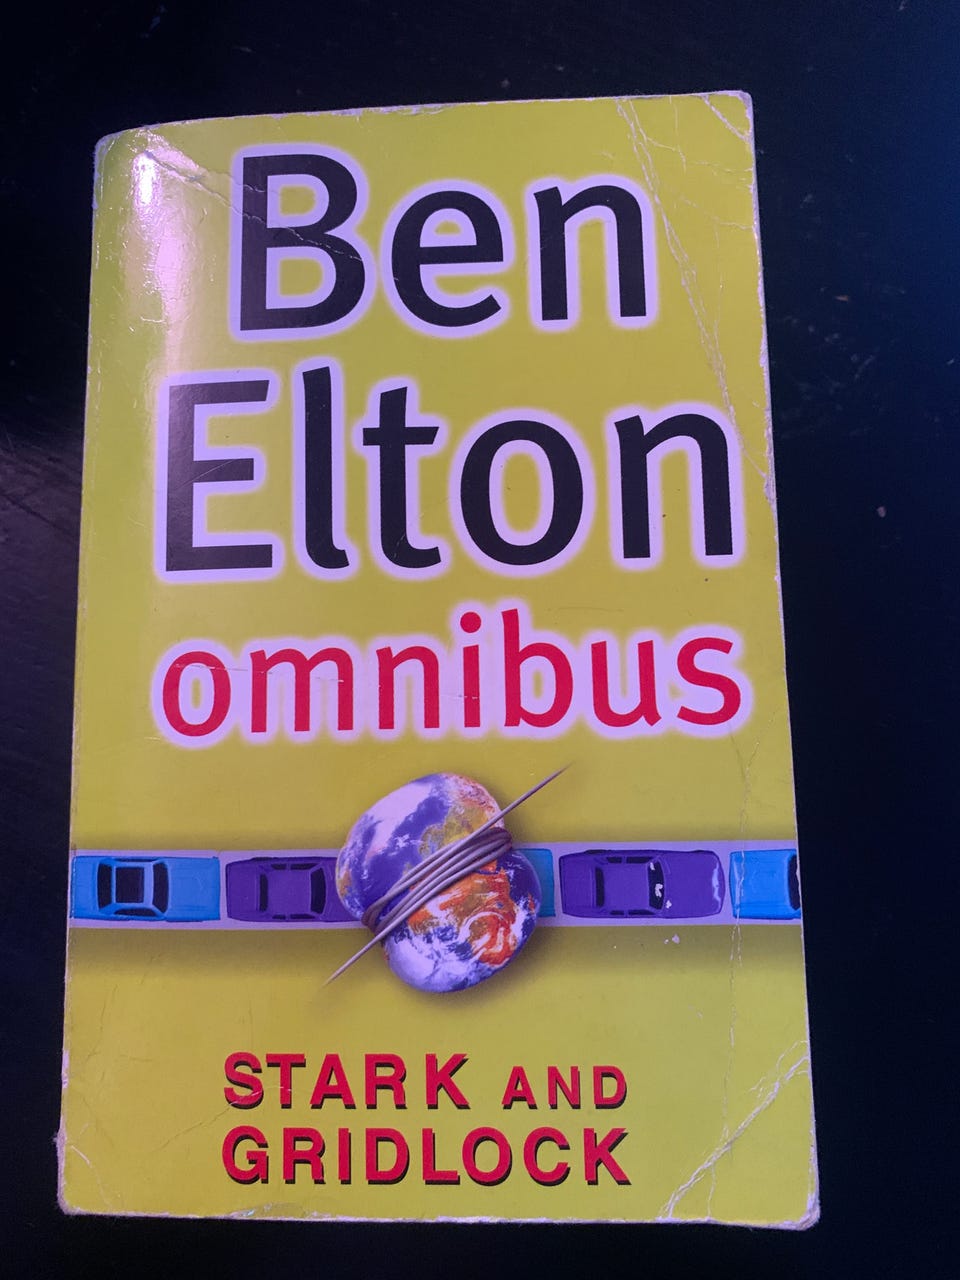 Ben
Elton
omnibus
STARK AND
GRIDLOCK